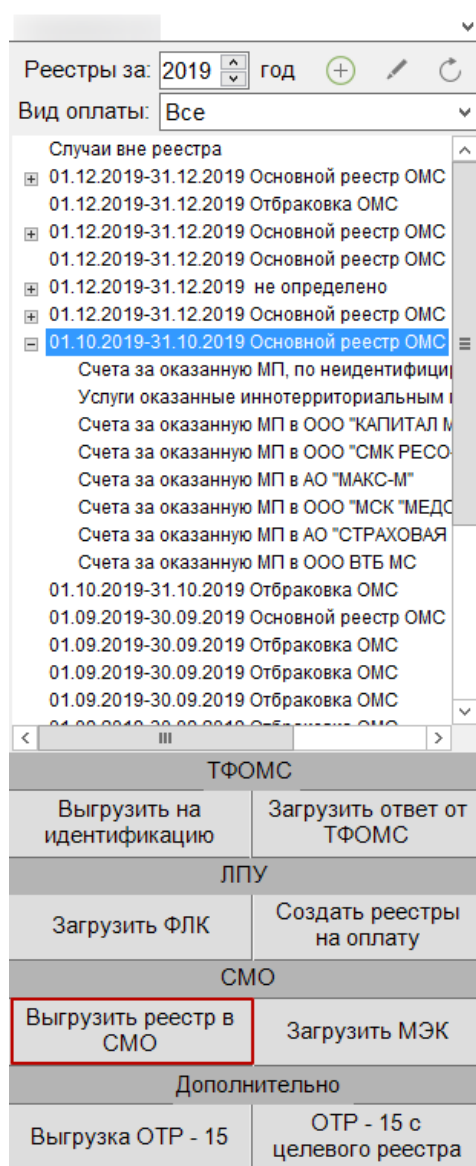 Реестры за: 2019 год
Вид оплаты: Все
Случаи вне реестра
01.12.2019-31.12.2019 Основной реестр ОМС
01.12.2019-31.12.2019 Отбраковка ОМС
01.12.2019-31.12.2019 Основной реестр ОМС
01.12.2019-31.12.2019 Основной реестр ОМС
01.12.2019-31.12.2019 не определено
01.12.2019-31.12.2019 Основной реестр ОМС
01.10.2019-31.10.2019 Основной реестр ОМС
Счета за оказанную МП, по неидентифици
Услуги оказанные иннотерриториальным
Счета за оказанную МП в ООО "КАПИТАЛ М
Счета за оказанную МП в ООО "СМК РЕСО-
Счета за оказанную МП в АО "МАКС-М"
Счета за оказанную МП в ООО "МСК "МЕДС
Счета за оказанную МП в АО "СТРАХОВАЯ
Счета за оказанную МП в ООО ВТБ МС
01.10.2019-31.10.2019 Отбраковка ОМС
01.09.2019-30.09.2019 Основной реестр ОМС
01.09.2019-30.09.2019 Отбраковка ОМС
01.09.2019-30.09.2019 Отбраковка ОМС
01.09.2019-30.09.2019 Отбраковка ОМС
ТФОМС
Выгрузить на идентификацию
Загрузить ответ от ТФОМС
ЛПУ
Загрузить ФЛК
Создать реестры на оплату
СМО
Выгрузить реестр в СМО
Загрузить МЭК
Дополнительно
Выгрузка ОТР - 15
ОТР - 15 с целевого реестра